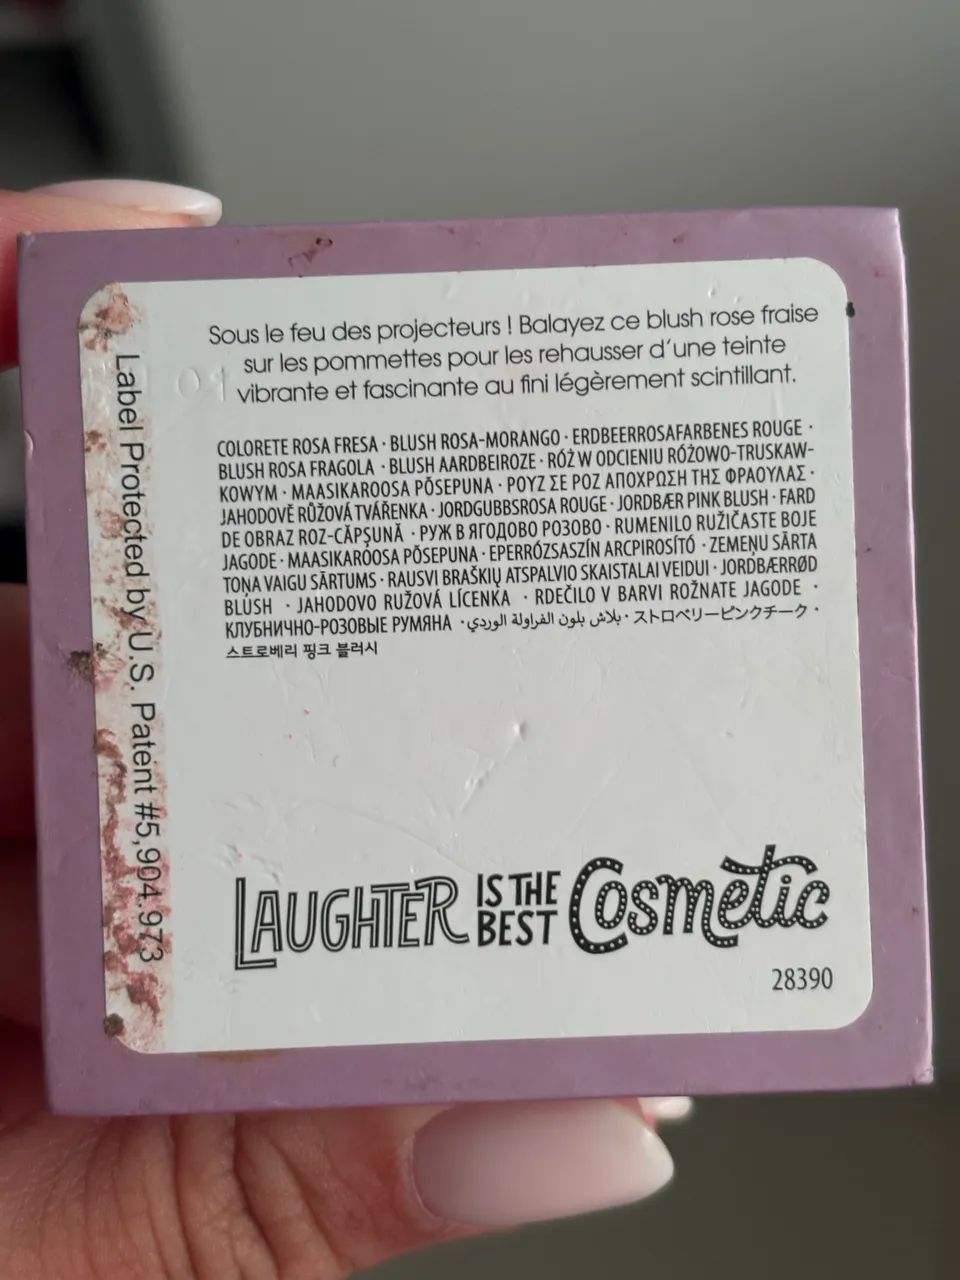 Sous le feu des projecteurs ! Balayez ce blush rose fraise
sur les pommettes pour les rehausser d'une teinte
vibrante et fascinante au fini légèrement scintillant.
01
COLORETE ROSA FRESA · BLUSH ROSA-MORANGO · ERDBEERROSAFARBENES ROUGE ·
BLUSH ROSA FRAGOLA · BLUSH AARDBEIROZE · RÓŻ W ODCIENIU RÓŻOWO-TRUSKAW-
KOWYM · MAASIKAROOSA PÕSEPUNA · ΡΟΥΖ ΣΕ ΡΟΖ ΑΠΟΧΡΩΣΗ ΤΗΣ ΦΡΑΟΥΛΑΣ ·
JAHODOVĚ RŮŽOVÁ TVÁŘENKA · JORDGUBBSROSA ROUGE · JORDBÆR PINK BLUSH · FARD
DE OBRAZ ROZ-CĂPȘUNĂ · РУЖ В ЯГОДОВО РОЗОВО · RUMENILO RUŽIČASTE BOJE
JAGODE · MAASIKAROOSA PÕSEPUNA · EPERRÓZSASZÍN ARCPIROSÍTÓ · ZEMEŅU SĀRTA
TOŅA VAIGU SĀRTUMS · RAUSVI BRAŠKIŲ ATSPALVIO SKAISTALAI VEIDUI · JORDBÆRRØD
BLUSH · JAHODOVO RUŽOVÁ LÍCENKA · RDEČILO V BARVI ROŽNATE JAGODE ·
КЛУБНИЧНО-РОЗОВЫЕ РУМЯНА · بلاش بلون الفراولة الوردي · ストロベリーピンクチーク ·
스트로베리 핑크 블러시
LAUGHTER IS THE BEST Cosmetic
28390
Label Protected by U.S. Patent #5,904,973